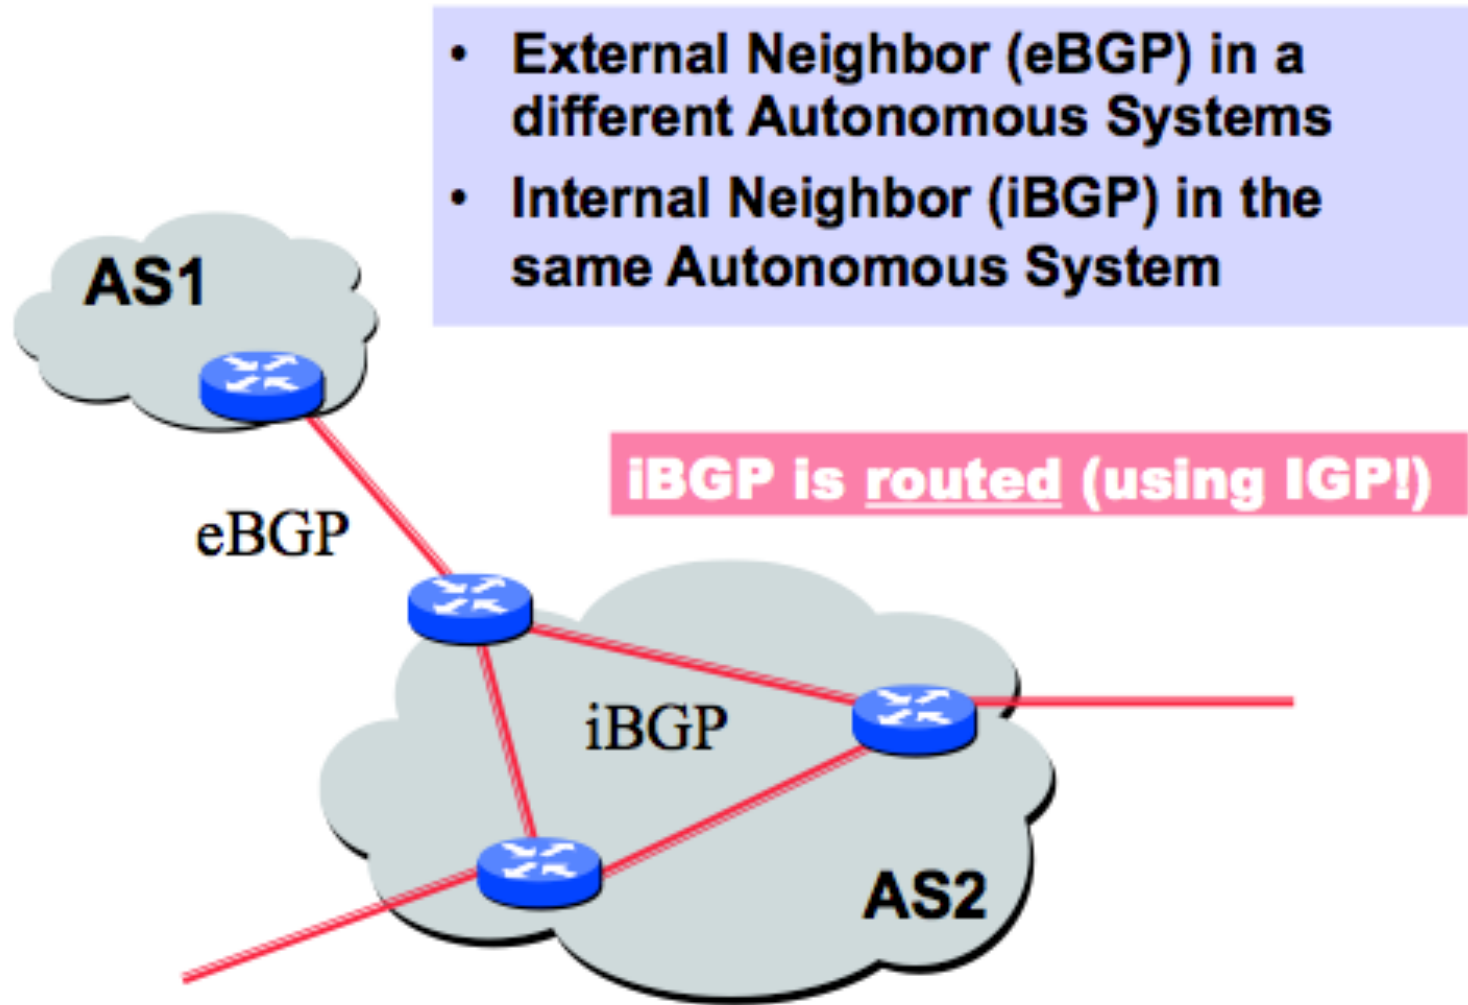 • External Neighbor (eBGP) in a
different Autonomous Systems
• Internal Neighbor (iBGP) in the
same Autonomous System
AS1
iBGP is routed (using IGP!)
eBGP
iBGP
AS2